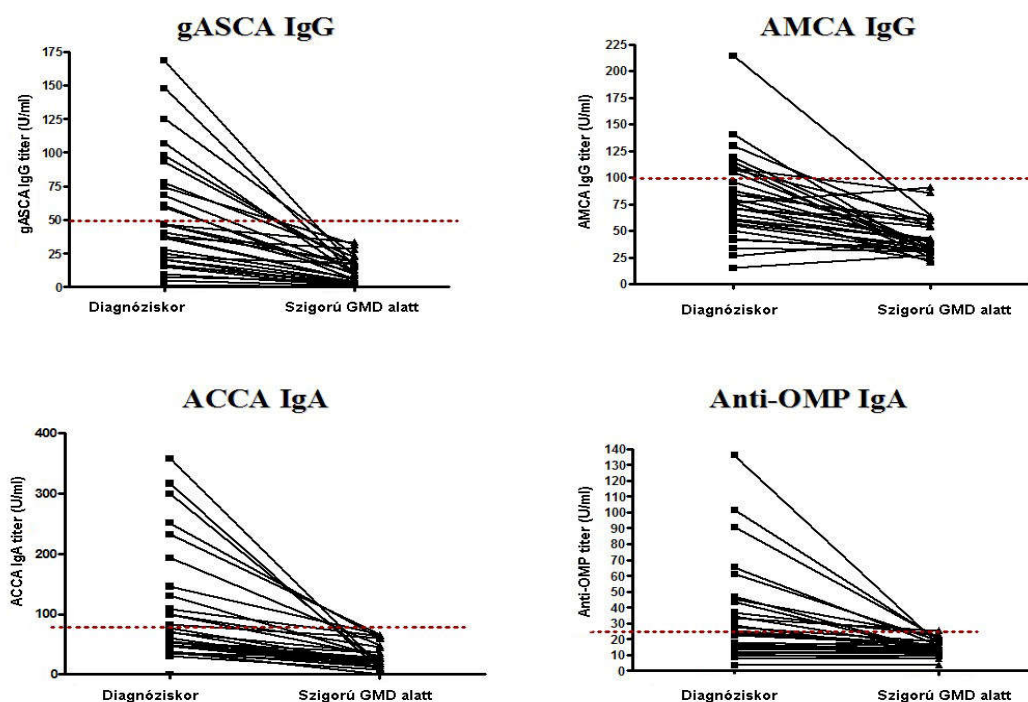 gASCA IgG
gASCA IgG titer (U/ml)
175
150
125
100
75
50
25
0
Diagnóziskor
Szigorú GMD alatt
AMCA IgG
AMCA IgG titer (U/ml)
225
200
175
150
125
100
75
50
25
0
Diagnóziskor
Szigorú GMD alatt
ACCA IgA
ACCA IgA titer (U/ml)
400
300
200
100
0
Diagnóziskor
Szigorú GMD alatt
Anti-OMP IgA
Anti-OMP titer (U/ml)
140
130
120
110
100
90
80
70
60
50
40
30
20
10
0
Diagnóziskor
Szigorú GMD alatt